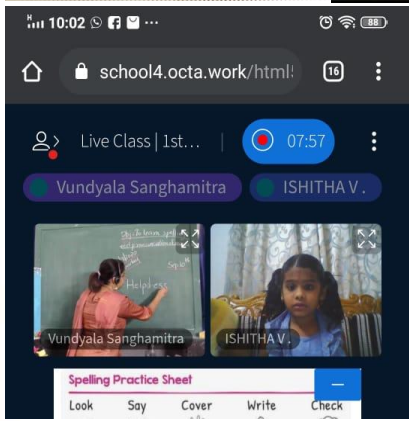 10:02 88
school4.octa.work/html 16
Live Class | 1st... | 07:57
Vundyala Sanghamitra ISHITHA V .
Helpless
Vundyala Sanghamitra ISHITHA V .
Spelling Practice Sheet
Look Say Cover Write Check